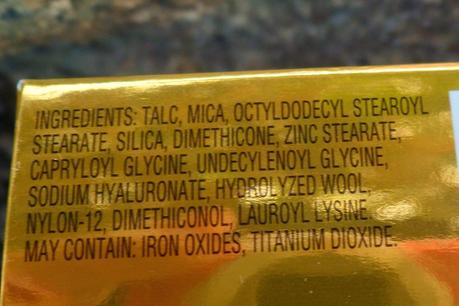 INGREDIENTS: TALC, MICA, OCTYLDODECYL STEAROYL
STEARATE, SILICA, DIMETHICONE, ZINC STEARATE,
CAPRYLOYL GLYCINE, UNDECYLENOYL GLYCINE,
SODIUM HYALURONATE, HYDROLYZED WOOL,
NYLON-12, DIMETHICONOL, LAUROYL LYSINE.
MAY CONTAIN: IRON OXIDES, TITANIUM DIOXIDE.